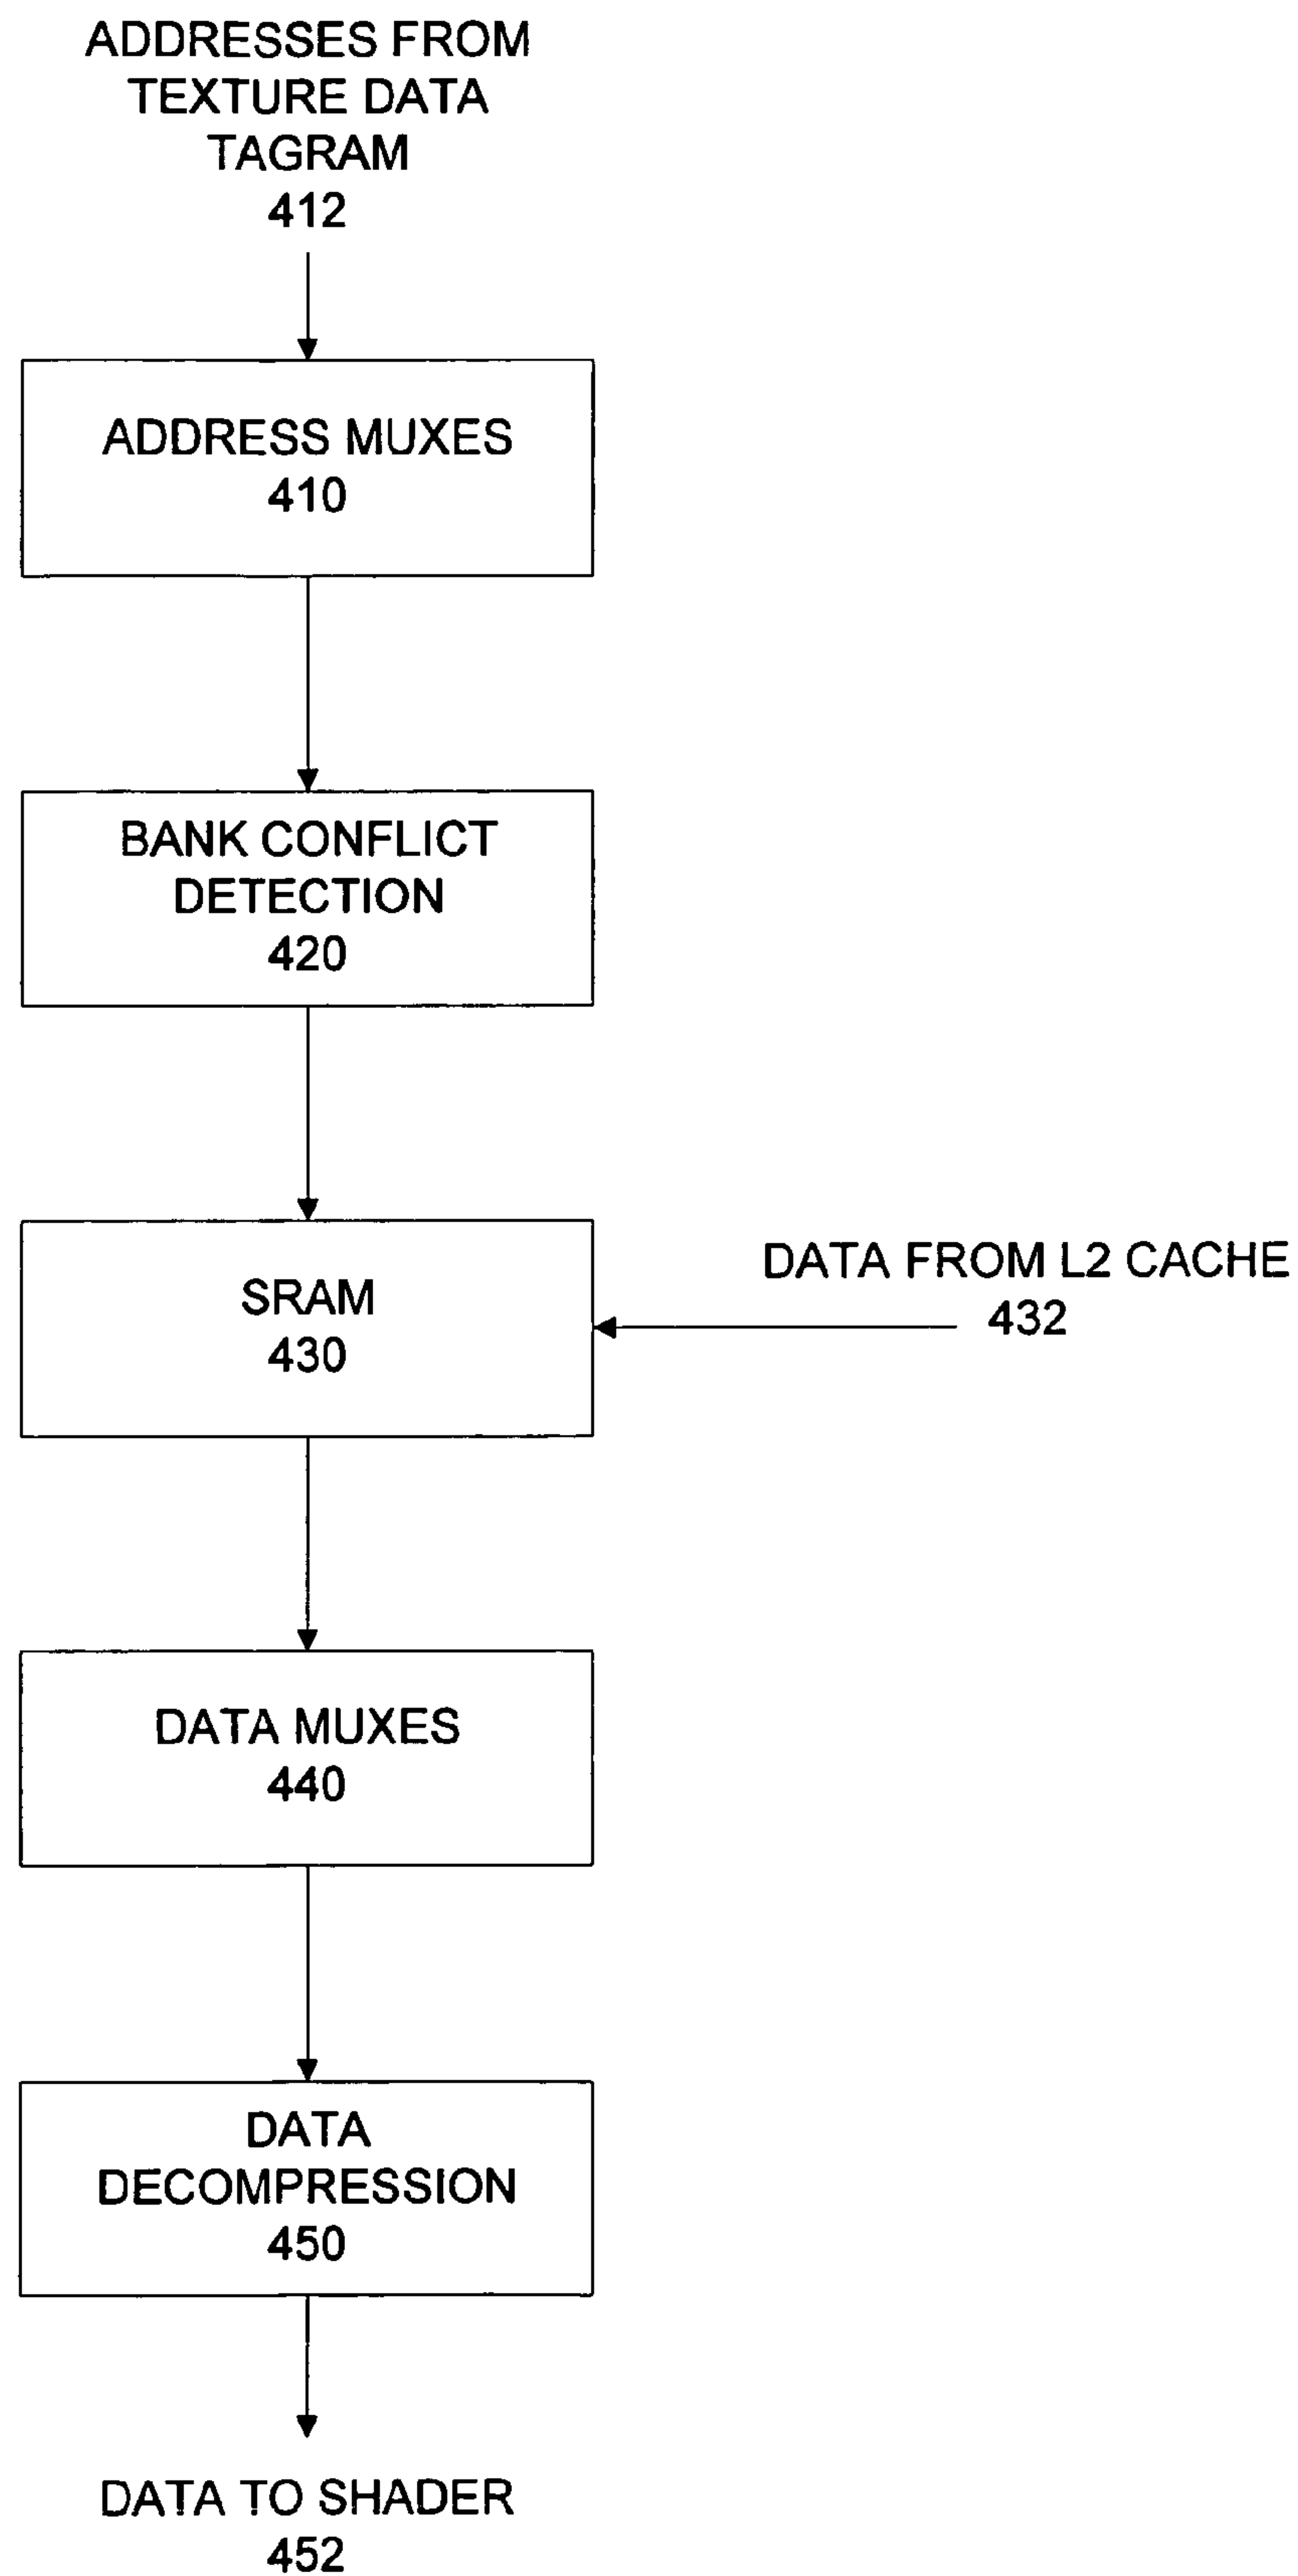 ADDRESSES FROM
TEXTURE DATA
TAGRAM
412
ADDRESS MUXES
410
BANK CONFLICT
DETECTION
420
SRAM
430
DATA FROM L2 CACHE
432
DATA MUXES
440
DATA
DECOMPRESSION
450
DATA TO SHADER
452